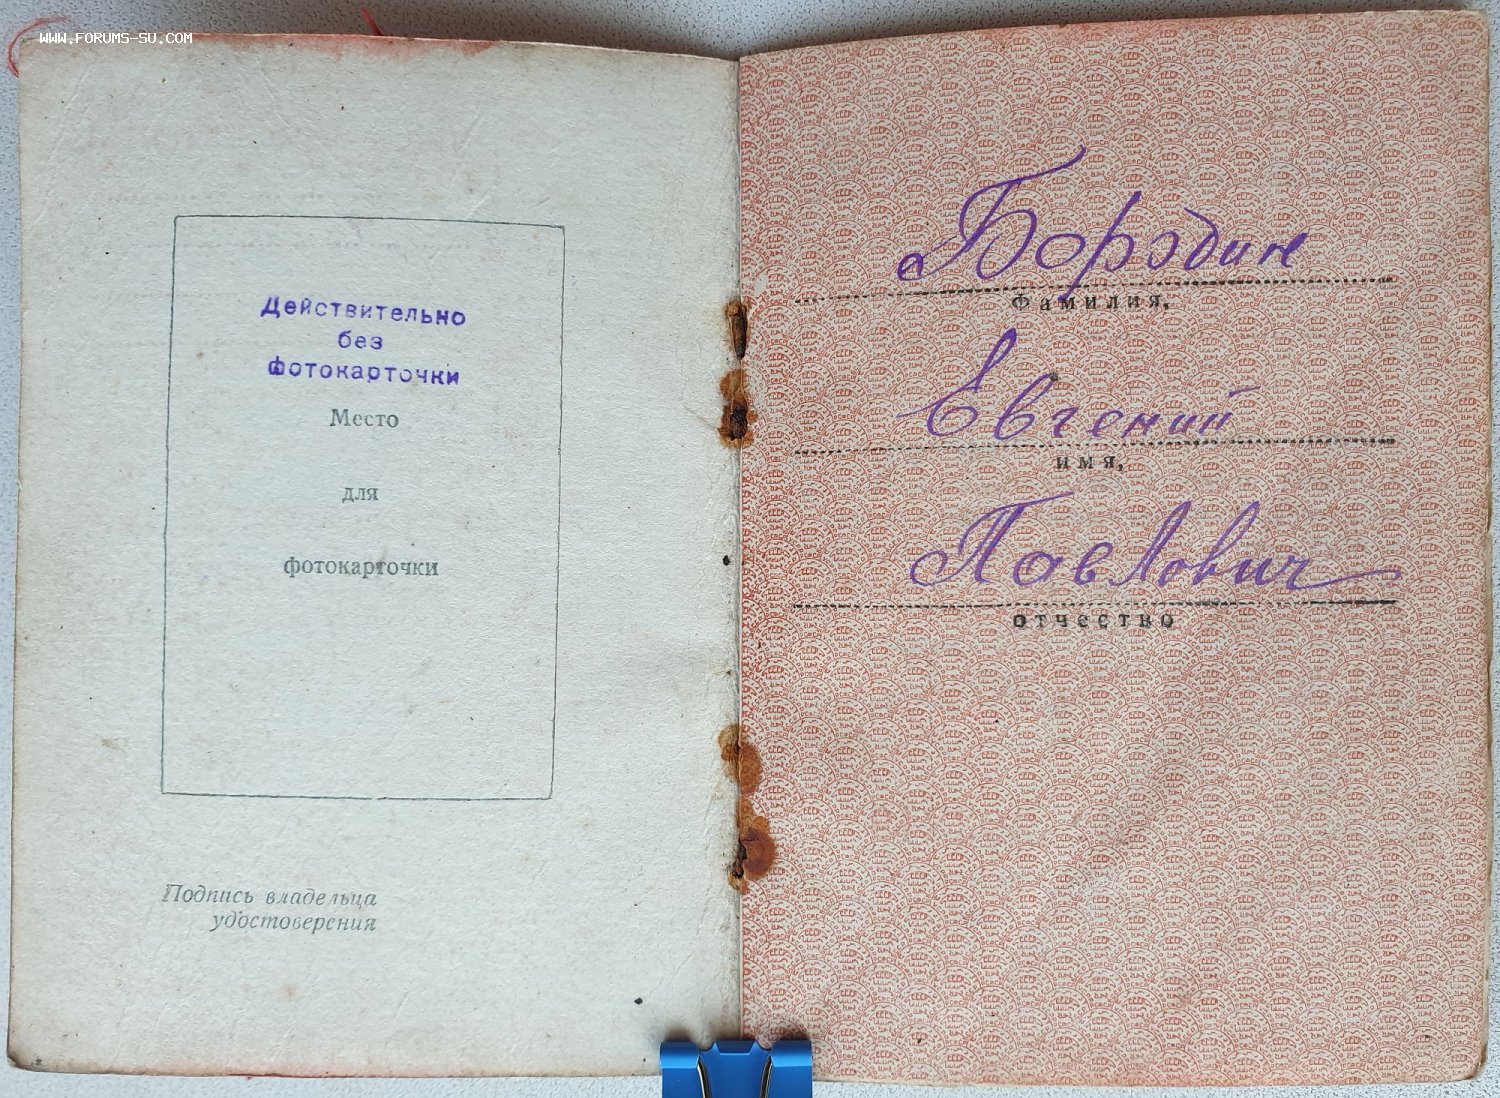 WWW.FORUMS-SU.COM
Действительно
без
фотокарточки
Место
для
фотокарточки
Подпись владельца
удостоверения
Бородин
Фамилия,
Евгений
имя,
Павлович
отчество